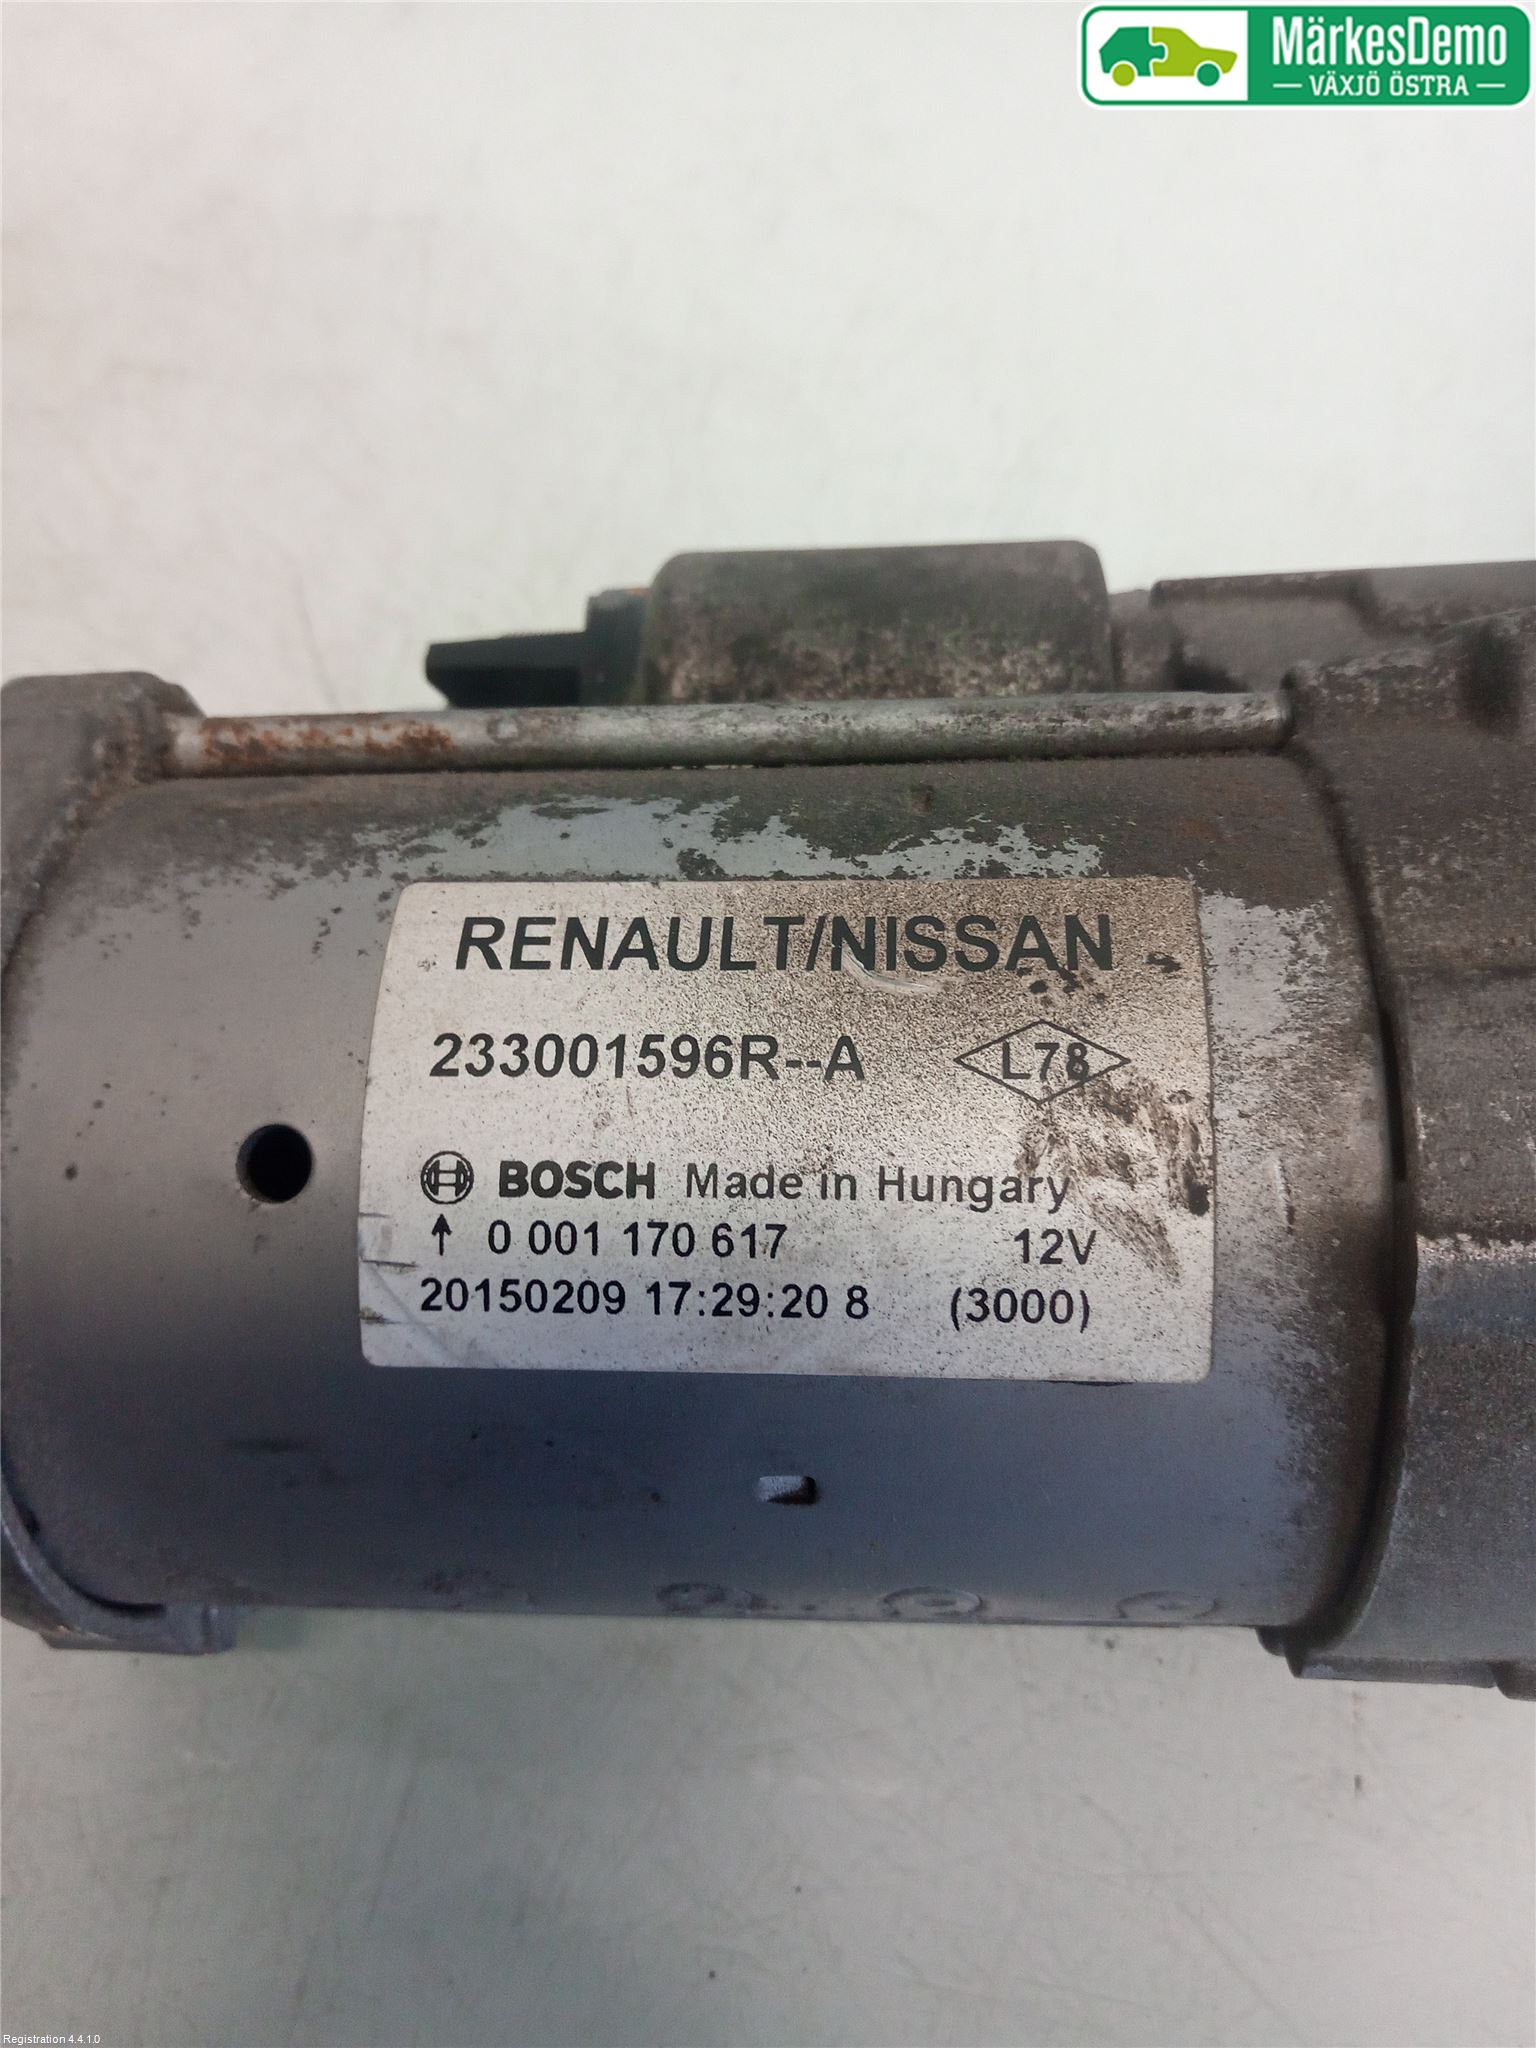 MärkesDemo
VÄXJÖ ÖSTRA
RENAULT/NISSAN
233001596R--A L78
BOSCH Made in Hungary
↑ 0 001 170 617 12V
20150209 17:29:20 8 (3000)
Registration 4.4.1.0